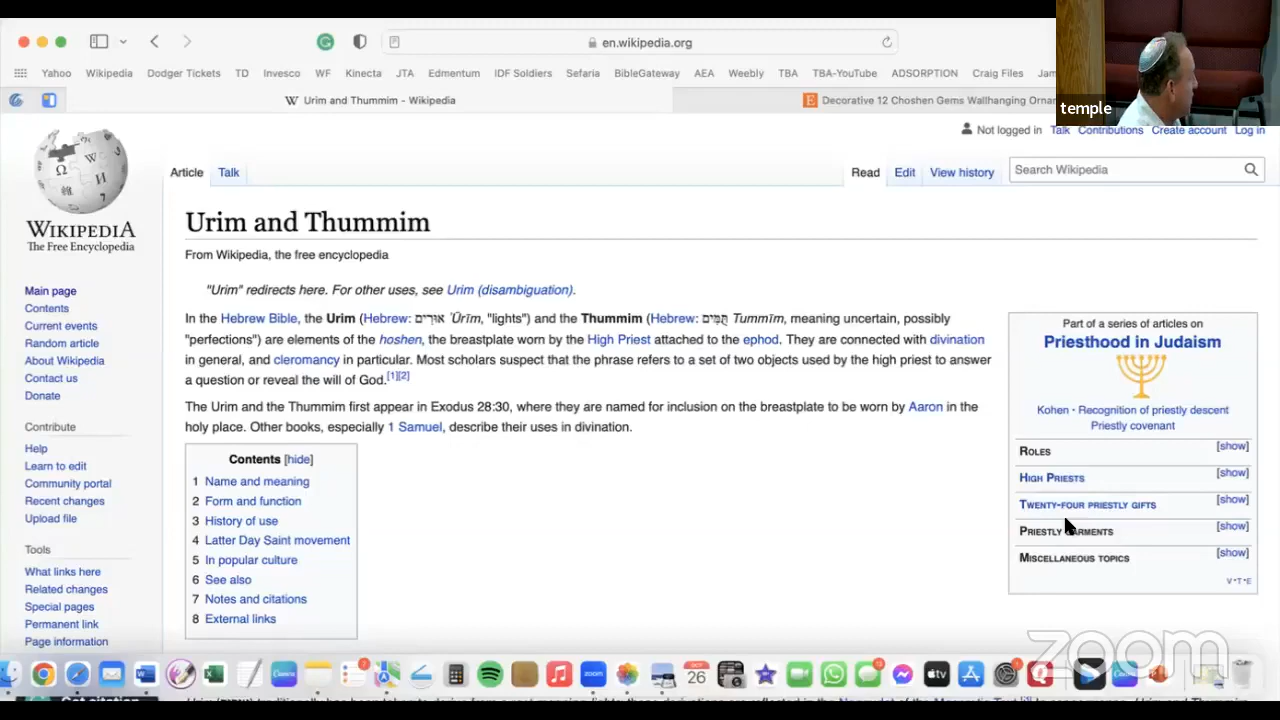 en.wikipedia.org
Yahoo Wikipedia Dodger Tickets TD Invesco WF Kinecta JTA Edmentum IDF Soldiers Sefaria BibleGateway AEA Weebly TBA TBA-YouTube ADSORPTION Craig Files
Urim and Thummim - Wikipedia
Decorative 12 Choshen Gems Wallhanging
temple
Not logged in Talk Contributions Create account Log in
Article Talk
Read Edit View history
Search Wikipedia
WIKIPEDIA
The Free Encyclopedia
Main page
Contents
Current events
Random article
About Wikipedia
Contact us
Donate
Contribute
Help
Learn to edit
Community portal
Recent changes
Upload file
Tools
What links here
Related changes
Special pages
Permanent link
Page information
Urim and Thummim
From Wikipedia, the free encyclopedia
"Urim" redirects here. For other uses, see Urim (disambiguation).
In the Hebrew Bible, the Urim (Hebrew: אוּרִים ʾŪrīm, "lights") and the Thummim (Hebrew: תֻּמִּים Tummīm, meaning uncertain, possibly
"perfections") are elements of the hoshen, the breastplate worn by the High Priest attached to the ephod. They are connected with divination
in general, and cleromancy in particular. Most scholars suspect that the phrase refers to a set of two objects used by the high priest to answer
a question or reveal the will of God.[1][2]
The Urim and the Thummim first appear in Exodus 28:30, where they are named for inclusion on the breastplate to be worn by Aaron in the
holy place. Other books, especially 1 Samuel, describe their uses in divination.
Contents [hide]
1 Name and meaning
2 Form and function
3 History of use
4 Latter Day Saint movement
5 In popular culture
6 See also
7 Notes and citations
8 External links
Part of a series of articles on
Priesthood in Judaism
Kohen · Recognition of priestly descent
Priestly covenant
Roles [show]
High Priests [show]
Twenty-four priestly gifts [show]
Priestly [show]
Miscellaneous topics [show]
V·T·E
zoom
OCT
26
tv
zoom
Canva